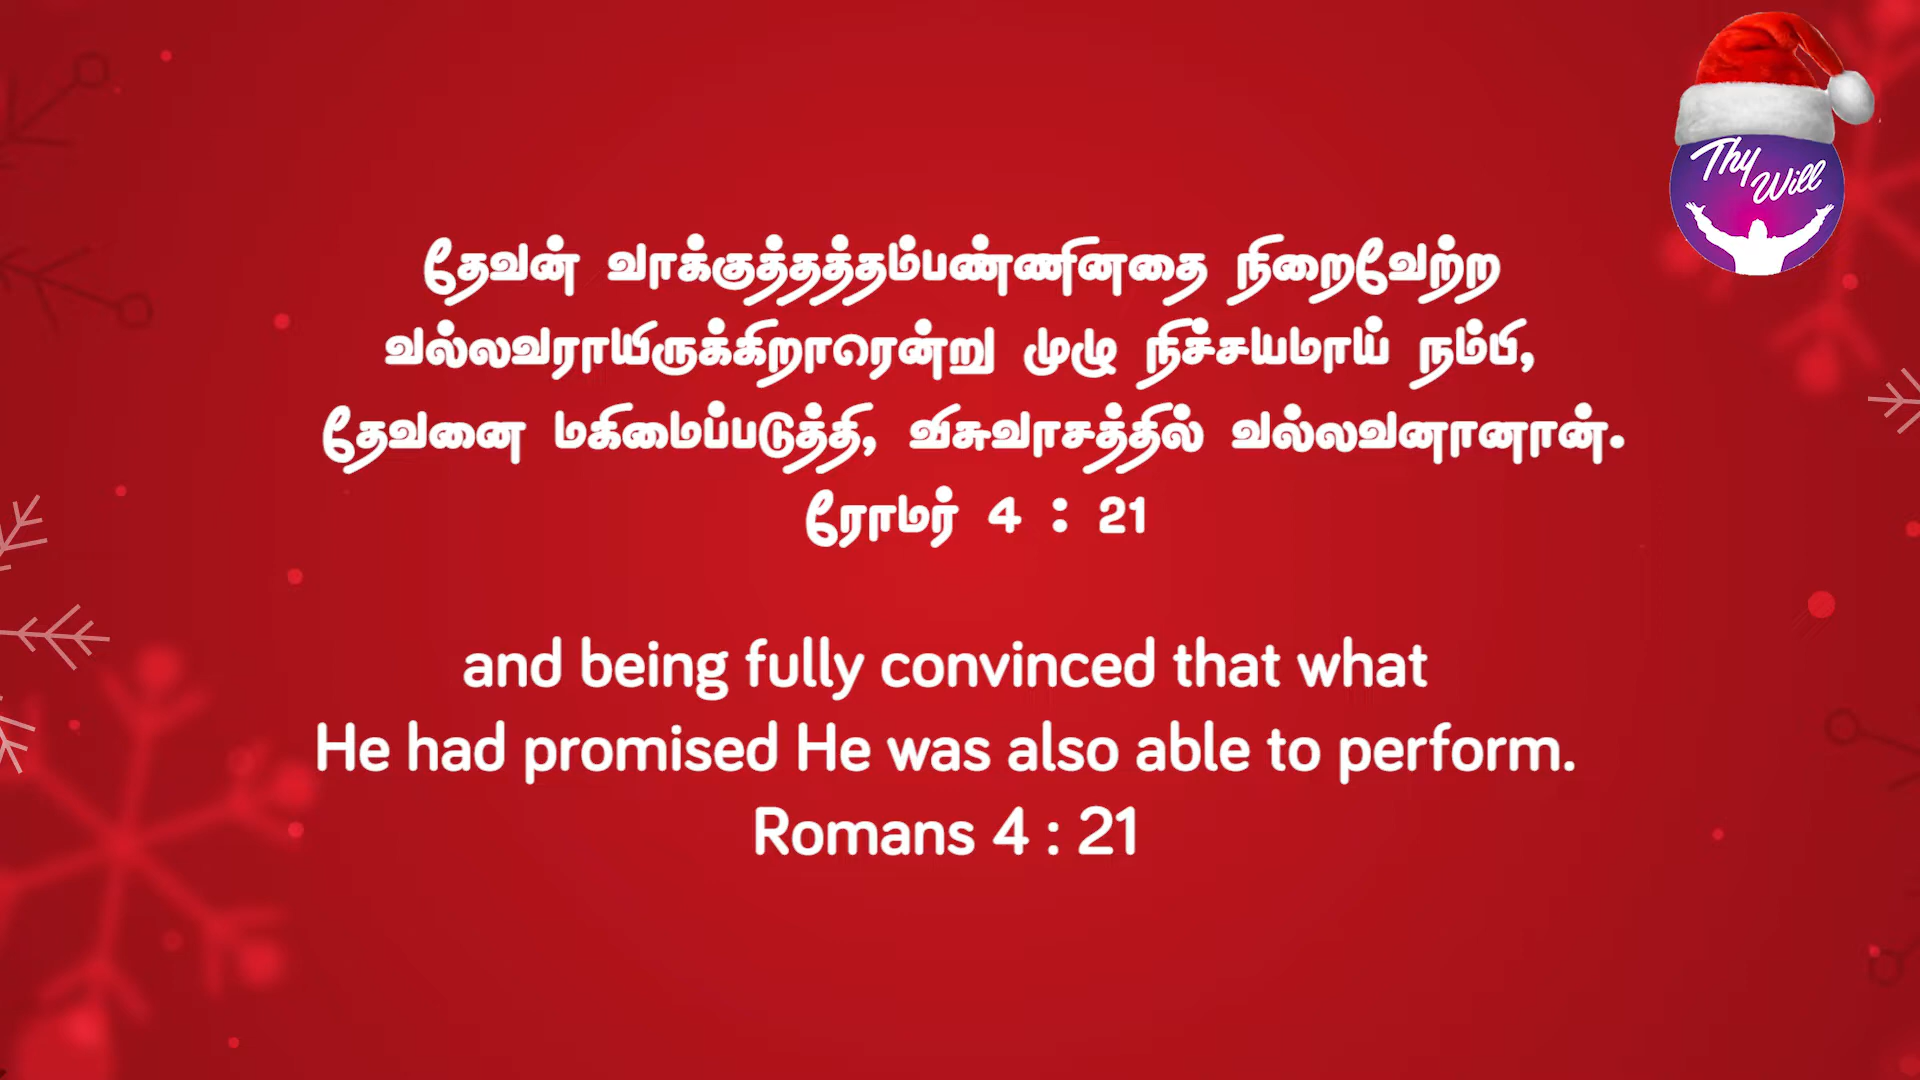 Thy Will
தேவன் வாக்குத்தத்தம்பண்ணினதை நிறைவேற்ற
வல்லவராயிருக்கிறாரென்று முழு நிச்சயமாய் நம்பி,
தேவனை மகிமைப்படுத்தி, விசுவாசத்தில் வல்லவனானான்.
ரோமர் 4 : 21
and being fully convinced that what
He had promised He was also able to perform.
Romans 4 : 21